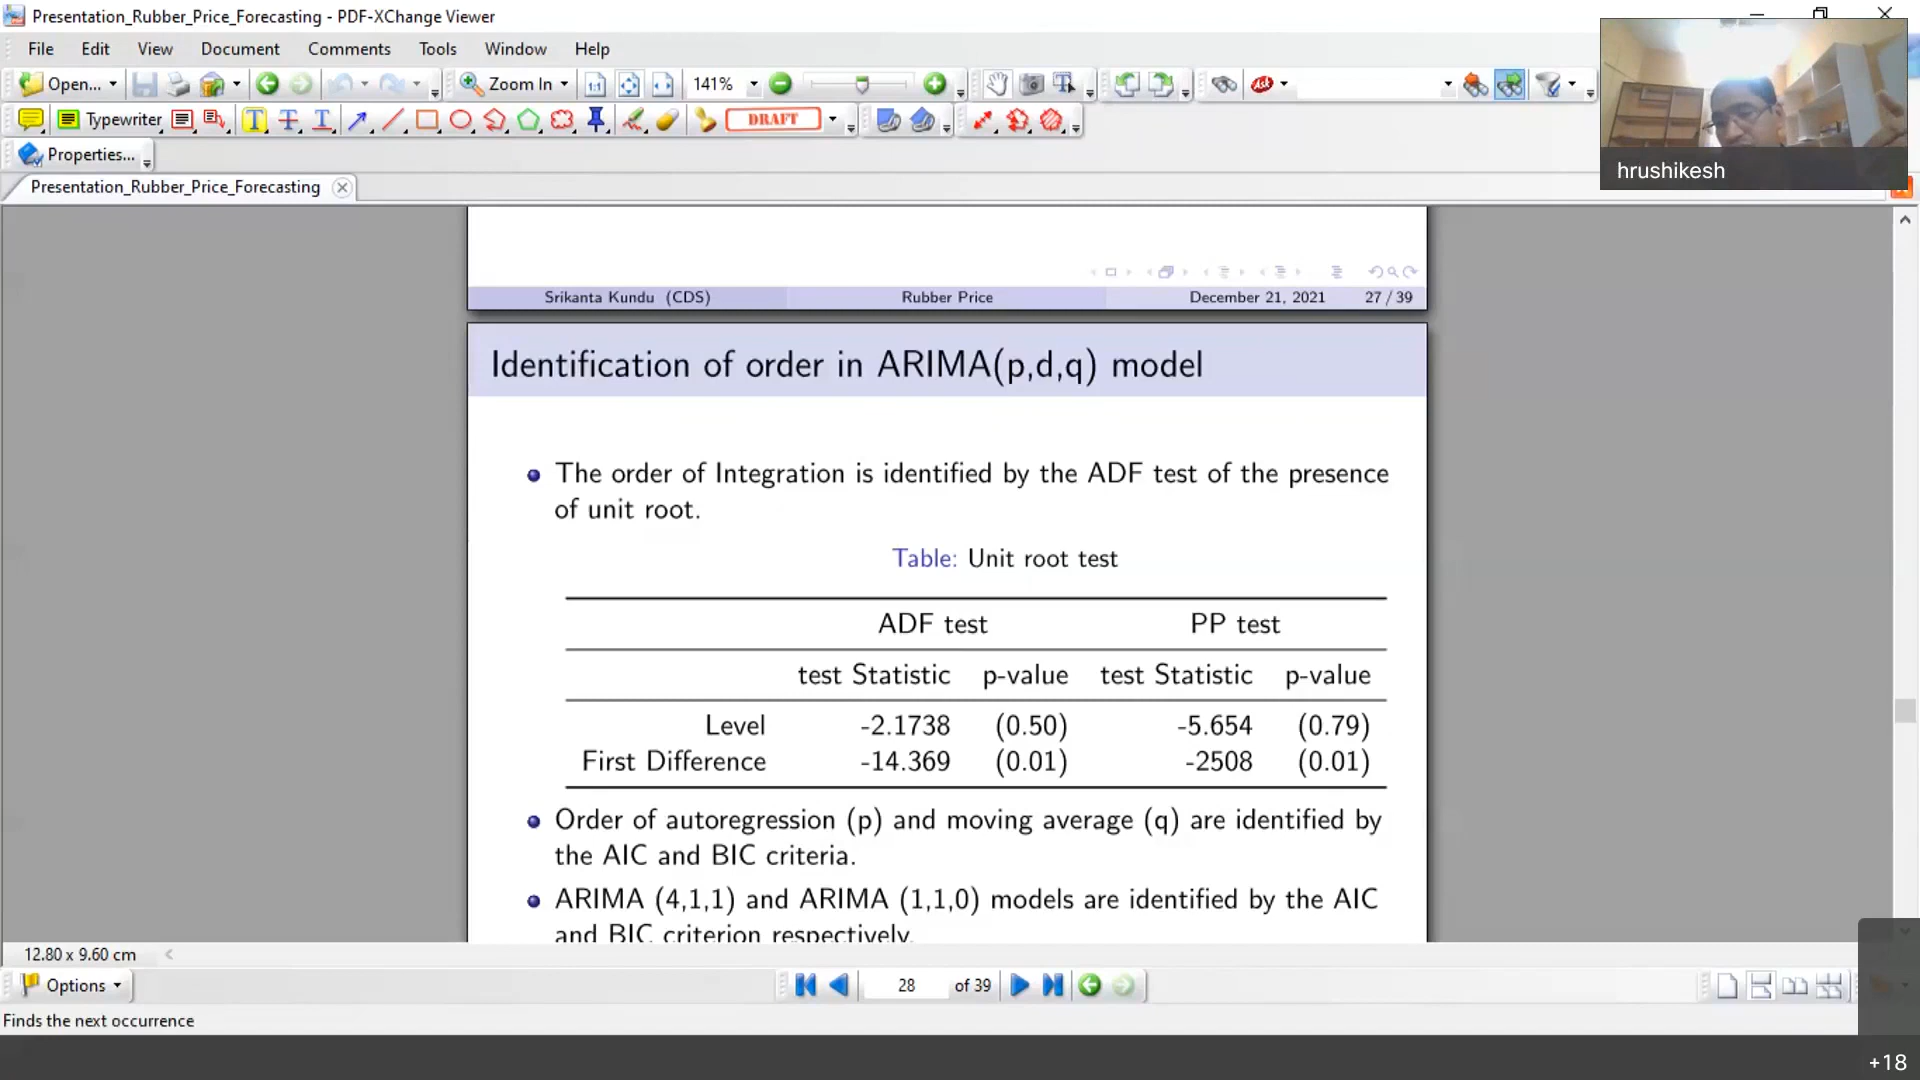 Presentation_Rubber_Price_Forecasting - PDF-XChange Viewer
File Edit View Document Comments Tools Window Help
Open... Zoom In 141%
Typewriter DRAFT
Properties...
hrushikesh
Presentation_Rubber_Price_Forecasting
Srikanta Kundu (CDS) Rubber Price December 21, 2021 27 / 39
Identification of order in ARIMA(p,d,q) model
The order of Integration is identified by the ADF test of the presence
of unit root.
Table: Unit root test
ADF test PP test
test Statistic p-value test Statistic p-value
Level -2.1738 (0.50) -5.654 (0.79)
First Difference -14.369 (0.01) -2508 (0.01)
Order of autoregression (p) and moving average (q) are identified by
the AIC and BIC criteria.
ARIMA (4,1,1) and ARIMA (1,1,0) models are identified by the AIC
and BIC criterion respectively.
12.80 x 9.60 cm
Options 28 of 39
Finds the next occurrence
+18